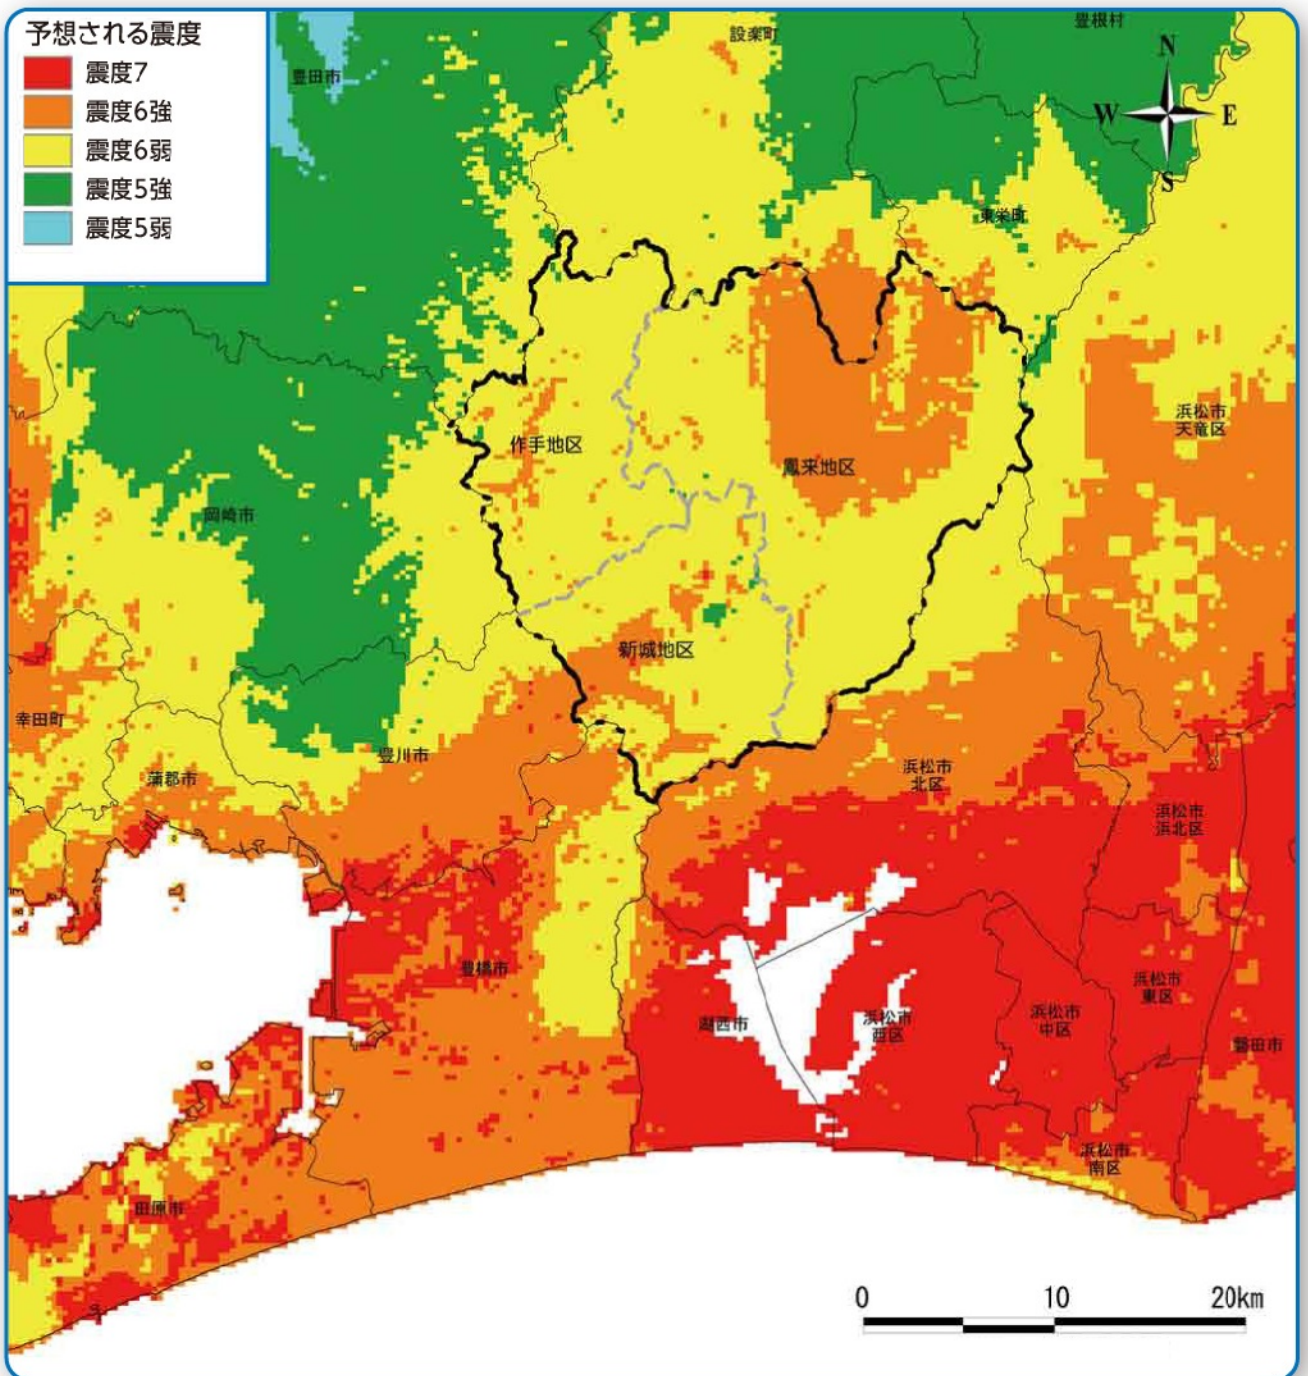 予想される震度
震度7
震度6強
震度6弱
震度5強
震度5弱
豊田市
設楽町
豊根村
N
W
E
S
東栄町
浜松市
天竜区
作手地区
鳳来地区
岡崎市
新城地区
幸田町
豊川市
蒲郡市
浜松市
北区
浜松市
浜北区
豊橋市
湖西市
浜松市
西区
浜松市
中区
浜松市
東区
磐田市
浜松市
南区
田原市
0
10
20km